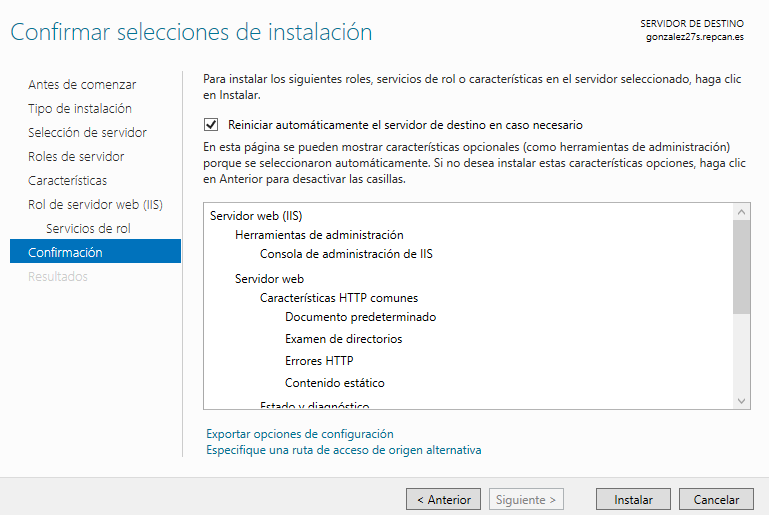 Confirmar selecciones de instalación
SERVIDOR DE DESTINO
gonzalez27s.repcan.es
Antes de comenzar
Tipo de instalación
Selección de servidor
Roles de servidor
Características
Rol de servidor web (IIS)
Servicios de rol
Confirmación
Resultados
Para instalar los siguientes roles, servicios de rol o características en el servidor seleccionado, haga clic
en Instalar.
Reiniciar automáticamente el servidor de destino en caso necesario
En esta página se pueden mostrar características opcionales (como herramientas de administración)
porque se seleccionaron automáticamente. Si no desea instalar estas características opciones, haga clic
en Anterior para desactivar las casillas.
Servidor web (IIS)
Herramientas de administración
Consola de administración de IIS
Servidor web
Características HTTP comunes
Documento predeterminado
Examen de directorios
Errores HTTP
Contenido estático
Estado y diagnóstico
Exportar opciones de configuración
Especifique una ruta de acceso de origen alternativa
< Anterior
Siguiente >
Instalar
Cancelar